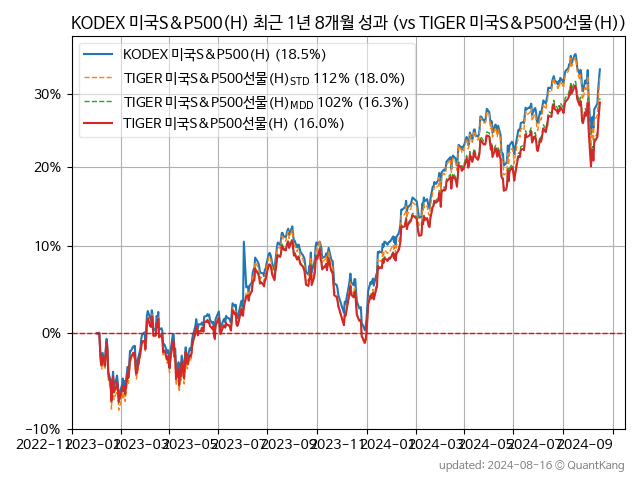 KODEX 미국S&P500(H) 최근 1년 8개월 성과 (vs TIGER 미국S&P500선물(H))
KODEX 미국S&P500(H) (18.5%)
TIGER 미국S&P500선물(H)STD 112% (18.0%)
TIGER 미국S&P500선물(H)MDD 102% (16.3%)
TIGER 미국S&P500선물(H) (16.0%)
30%
20%
10%
0%
-10%
2022-11 2023-01 2023-03 2023-05 2023-07 2023-09 2023-11 2024-01 2024-03 2024-05 2024-07 2024-09
updated: 2024-08-16 © QuantKang